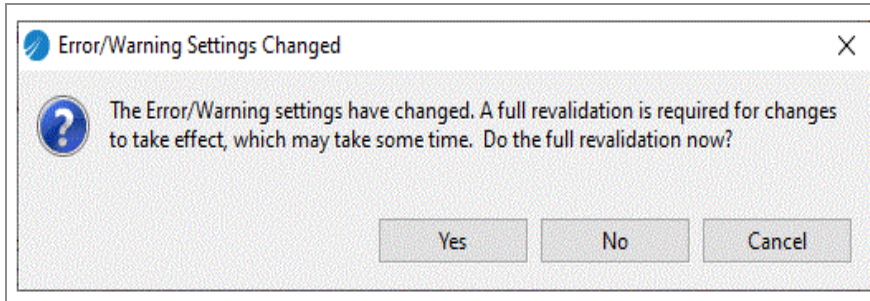 Error/Warning Settings Changed
The Error/Warning settings have changed. A full revalidation is required for changes
to take effect, which may take some time.  Do the full revalidation now?
Yes No Cancel